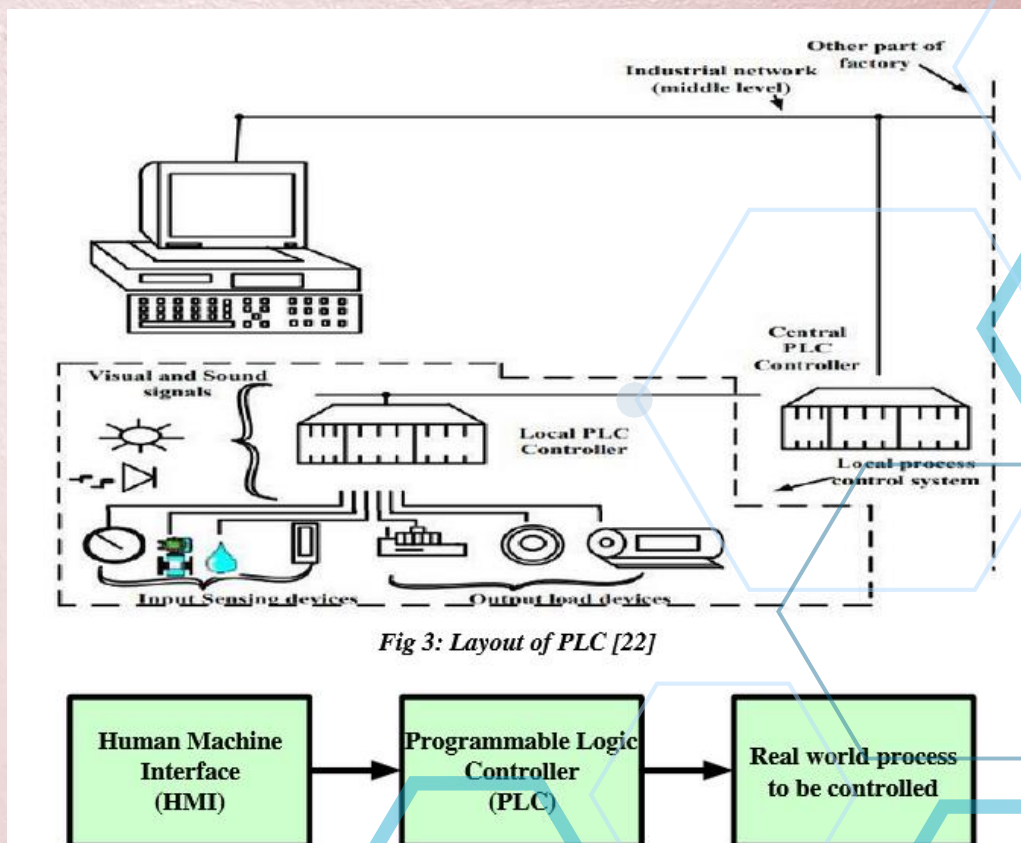 Other part of
factory
Industrial network
(middle level)
Central
PLC
Controller
Visual and Sound
signals
Local PLC
Controller
Local process
control system
Input Sensing devices
Output load devices
Fig 3: Layout of PLC [22]
Human Machine
Interface
(HMI)
Programmable Logic
Controller
(PLC)
Real world process
to be controlled